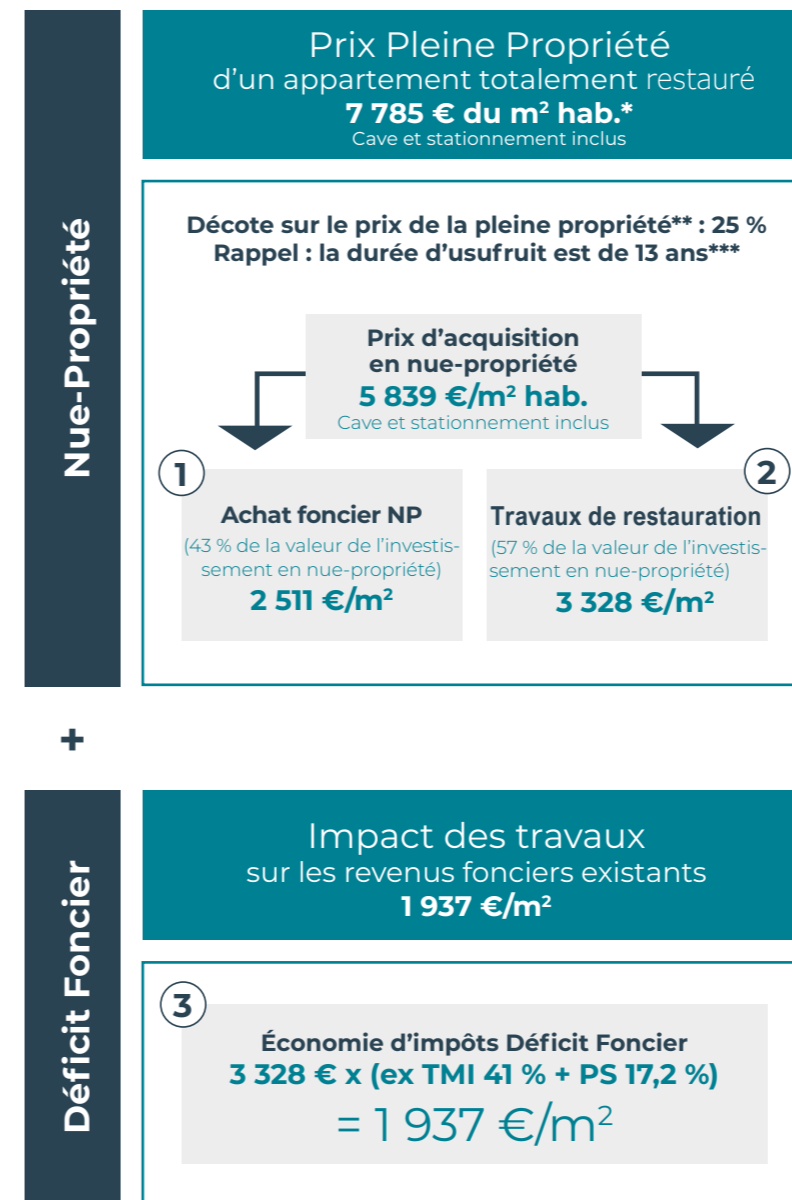 Nue-Propriété
Prix Pleine Propriété
d’un appartement totalement restauré
7 785 € du m² hab.*
Cave et stationnement inclus
Décote sur le prix de la pleine propriété** : 25 %
Rappel : la durée d’usufruit est de 13 ans***
Prix d’acquisition
en nue-propriété
5 839 €/m² hab.
Cave et stationnement inclus
1
Achat foncier NP
(43 % de la valeur de l’investis-
sement en nue-propriété)
2 511 €/m²
2
Travaux de restauration
(57 % de la valeur de l’investis-
sement en nue-propriété)
3 328 €/m²
+
Déficit Foncier
Impact des travaux
sur les revenus fonciers existants
1 937 €/m²
3
Économie d’impôts Déficit Foncier
3 328 € x (ex TMI 41 % + PS 17,2 %)
= 1 937 €/m²